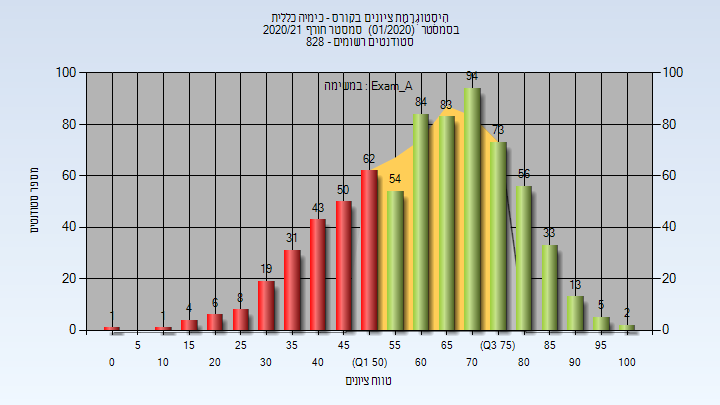 הִיסְטוֹגְרָמַת ציונים בקורס - כימיה כללית
בסמסטר (01/2020) סמסטר חורף 2020/21
סטודנטים רשומים - 828
במשימה : Exam_A
100 100
80 80
60 60
40 40
20 20
0 0
מספר סטודנטים
1 1 4 6 8 19 31 43 50 62 54 84 83 94 73 56 33 13 5 2
5 15 25 35 45 55 65 (Q3 75) 85 95
0 10 20 30 40 (Q1 50) 60 70 80 90 100
טווח ציונים